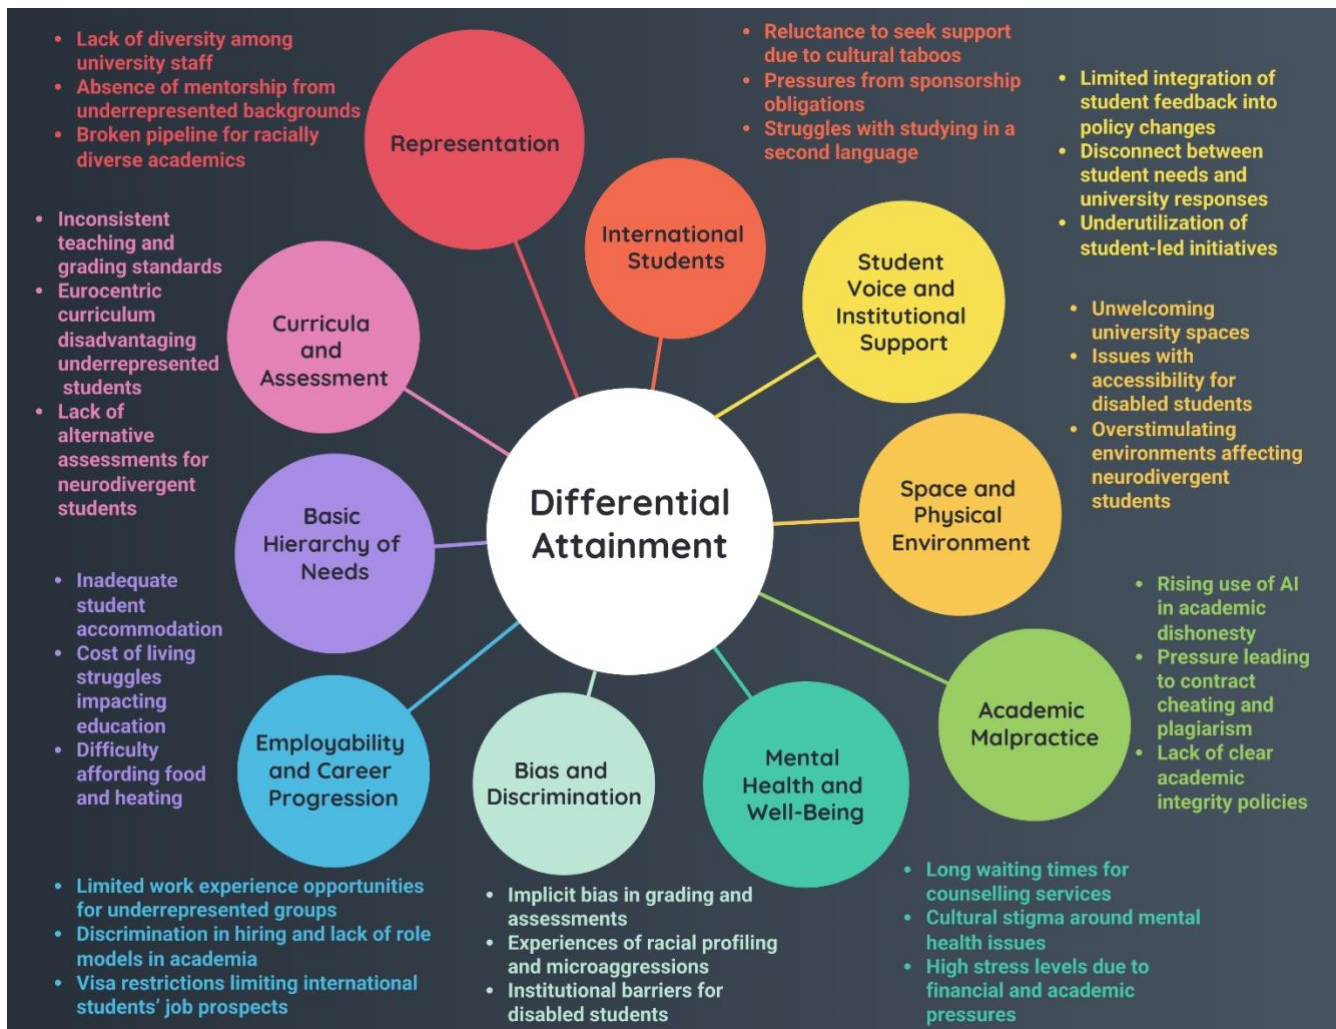 • Lack of diversity among
university staff
• Absence of mentorship from
underrepresented backgrounds
• Broken pipeline for racially
diverse academics
Representation
• Reluctance to seek support
due to cultural taboos
• Pressures from sponsorship
obligations
• Struggles with studying in a
second language
International
Students
• Limited integration of
student feedback into
policy changes
• Disconnect between
student needs and
university responses
• Underutilization of
student-led initiatives
Student
Voice and
Institutional
Support
• Inconsistent
teaching and
grading standards
• Eurocentric
curriculum
disadvantaging
underrepresented
students
• Lack of
alternative
assessments for
neurodivergent
students
Curricula
and
Assessment
• Unwelcoming
university spaces
• Issues with
accessibility for
disabled students
• Overstimulating
environments affecting
neurodivergent
students
Space and
Physical
Environment
Differential
Attainment
Basic
Hierarchy of
Needs
• Inadequate
student
accommodation
• Cost of living
struggles
impacting
education
• Difficulty
affording food
and heating
• Rising use of AI
in academic
dishonesty
• Pressure leading
to contract
cheating and
plagiarism
• Lack of clear
academic
integrity policies
Academic
Malpractice
Employability
and Career
Progression
• Limited work experience opportunities
for underrepresented groups
• Discrimination in hiring and lack of role
models in academia
• Visa restrictions limiting international
students’ job prospects
Bias and
Discrimination
• Implicit bias in grading and
assessments
• Experiences of racial profiling
and microaggressions
• Institutional barriers for
disabled students
Mental
Health and
Well-Being
• Long waiting times for
counselling services
• Cultural stigma around mental
health issues
• High stress levels due to
financial and academic
pressures